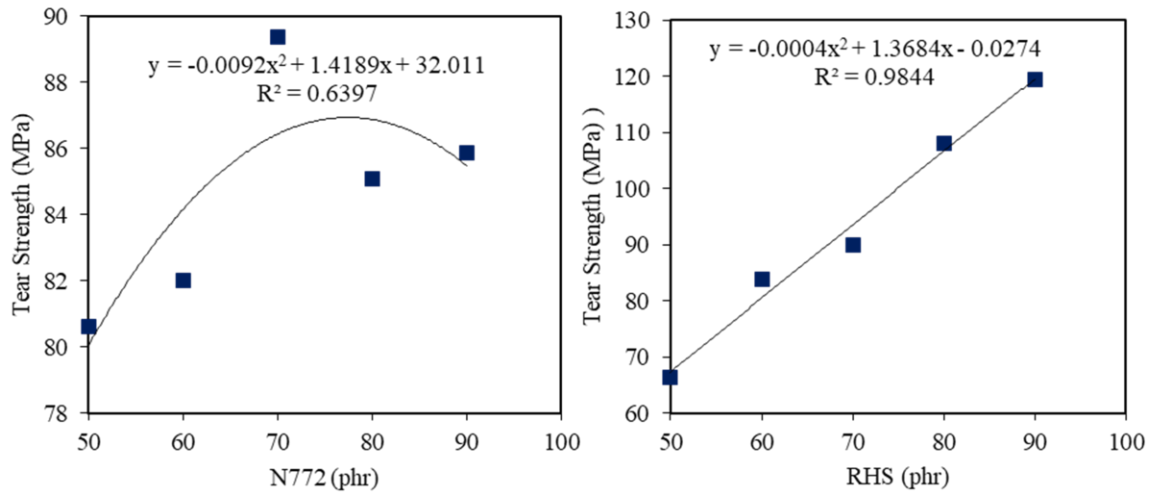 90
88
86
84
82
80
78
50 60 70 80 90 100
Tear Strength (MPa)
N772 (phr)
y = -0.0092x² + 1.4189x + 32.011
R² = 0.6397
130
120
110
100
90
80
70
60
50 60 70 80 90 100
Tear Strength (MPa) )
RHS (phr)
y = -0.0004x² + 1.3684x - 0.0274
R² = 0.9844